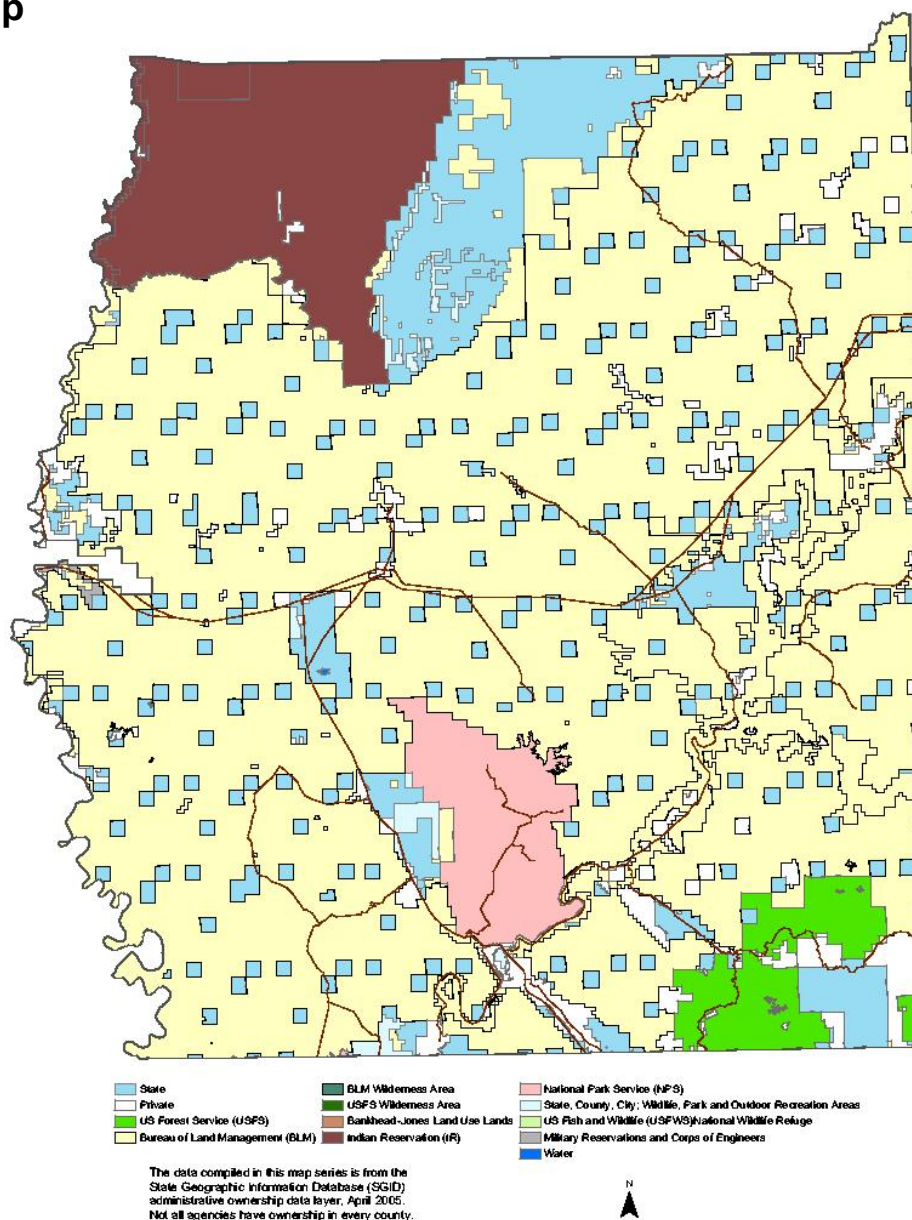 p
State
Private
US Forest Service (USFS)
Bureau of Land Management (BLM)
BLM Wilderness Area
USFS Wilderness Area
Bankhead-Jones Land Use Lands
Indian Reservation (IR)
National Park Service (NPS)
State, County, City; Wildlife, Park and Outdoor Recreation Areas
US Fish and Wildlife (USFWS)National Wildlife Refuge
Military Reservations and Corps of Engineers
Water
The data compiled in this map series is from the
State Geographic Information Database (SGID)
administrative ownership data layer, April 2005.
Not all agencies have ownership in every county.
N